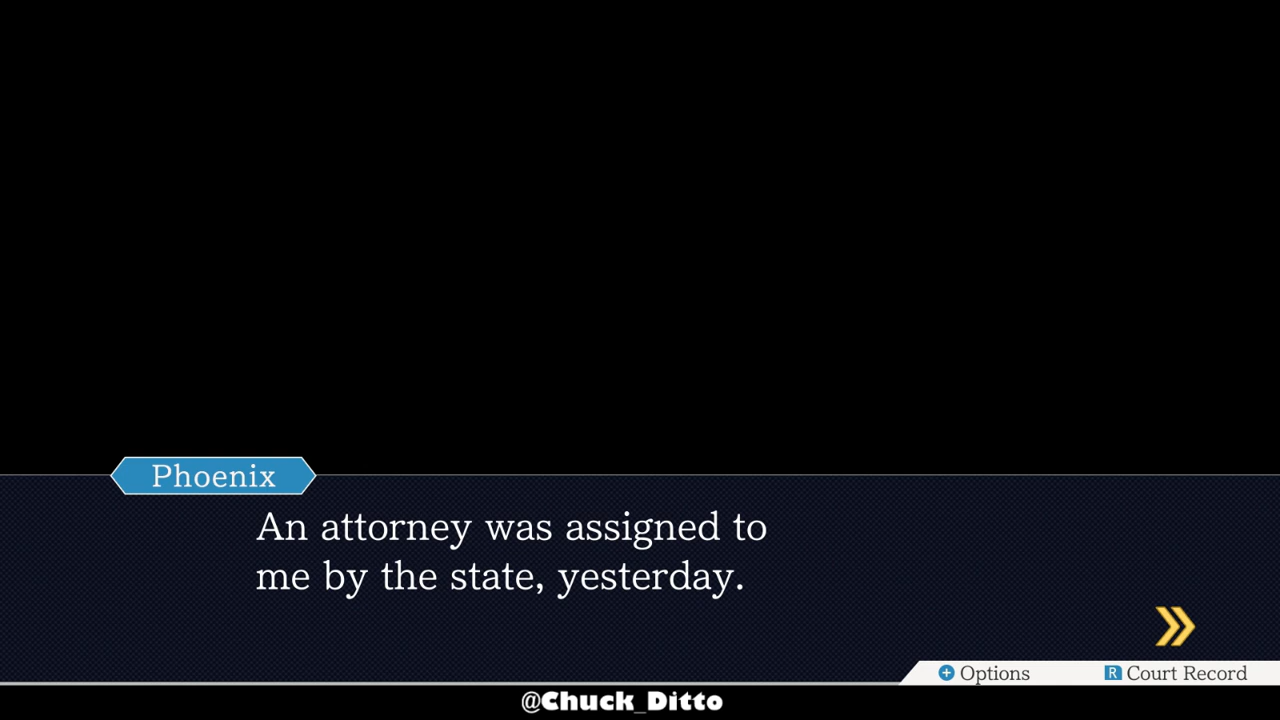 Phoenix
An attorney was assigned to
me by the state, yesterday.
+ Options R Court Record
@Chuck_Ditto